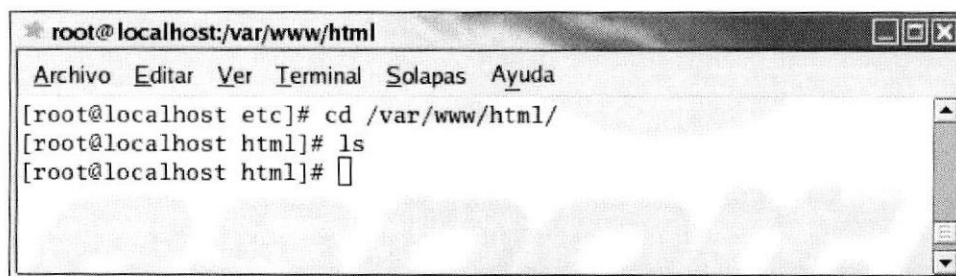 root@localhost:/var/www/html
Archivo Editar Ver Terminal Solapas Ayuda
[root@localhost etc]# cd /var/www/html/
[root@localhost html]# ls
[root@localhost html]#